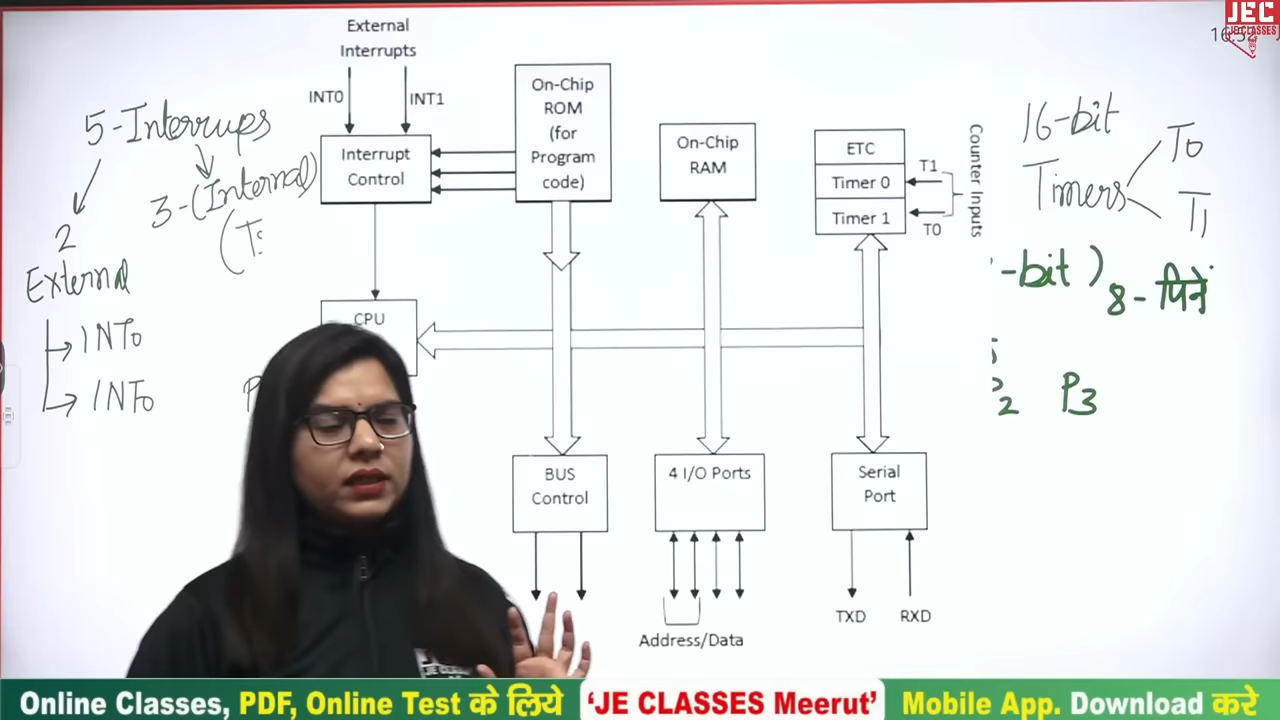 External
Interrupts
INT0
INT1
Interrupt
Control
On-Chip
ROM
(for
Program
code)
On-Chip
RAM
ETC
Timer 0
Timer 1
T1
T0
Counter Inputs
CPU
BUS
Control
4 I/O Ports
Serial
Port
Address/Data
TXD
RXD
5-Interrups
2
External
INT0
INT0
3-(Internal)
16-bit
Timers
T0
T1
-bit)
8-पिने
2 P3
JEC
JE CLASSES
Online Classes, PDF, Online Test के लिये 'JE CLASSES Meerut' Mobile App. Download करे